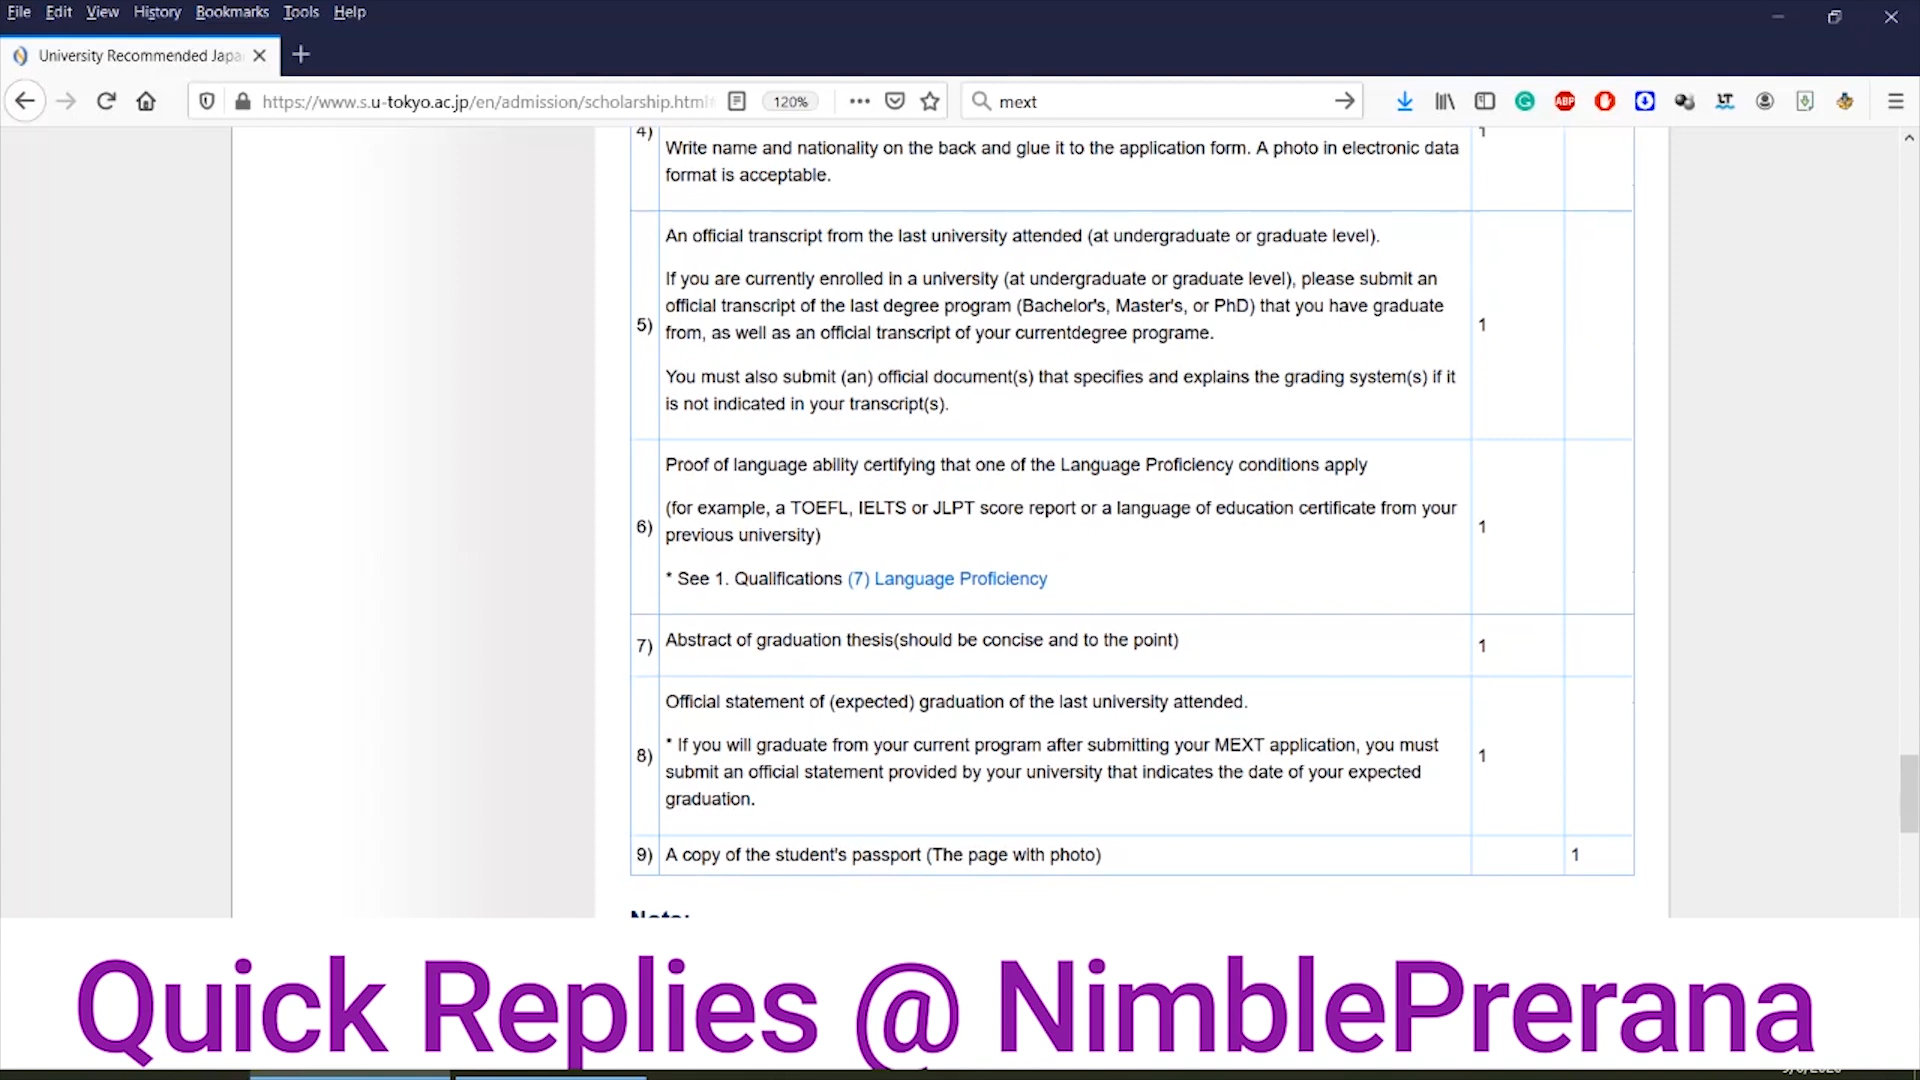 File Edit View History Bookmarks Tools Help
University Recommended Japa
https://www.s.u-tokyo.ac.jp/en/admission/scholarship.html
120%
mext
4)
1
Write name and nationality on the back and glue it to the application form. A photo in electronic data
format is acceptable.
An official transcript from the last university attended (at undergraduate or graduate level).
If you are currently enrolled in a university (at undergraduate or graduate level), please submit an
official transcript of the last degree program (Bachelor's, Master's, or PhD) that you have graduate
5)
1
from, as well as an official transcript of your currentdegree programe.
You must also submit (an) official document(s) that specifies and explains the grading system(s) if it
is not indicated in your transcript(s).
Proof of language ability certifying that one of the Language Proficiency conditions apply
(for example, a TOEFL, IELTS or JLPT score report or a language of education certificate from your
6)
1
previous university)
* See 1. Qualifications (7) Language Proficiency
7) Abstract of graduation thesis(should be concise and to the point) 1
Official statement of (expected) graduation of the last university attended.
* If you will graduate from your current program after submitting your MEXT application, you must
8)
1
submit an official statement provided by your university that indicates the date of your expected
graduation.
9) A copy of the student's passport (The page with photo) 1
ABP
LT
Quick Replies @ NimblePrerana